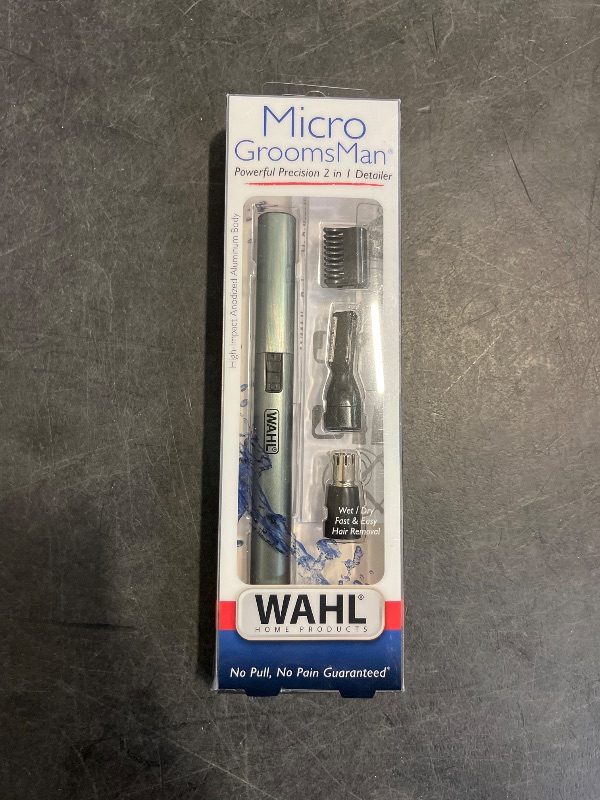 Micro
GroomsMan®
Powerful Precision 2 in 1 Detailer
High Impact Anodized Aluminum Body
WAHL
Wet / Dry
Fast & Easy
Hair Removal
WAHL®
HOME PRODUCTS
No Pull, No Pain Guaranteed*